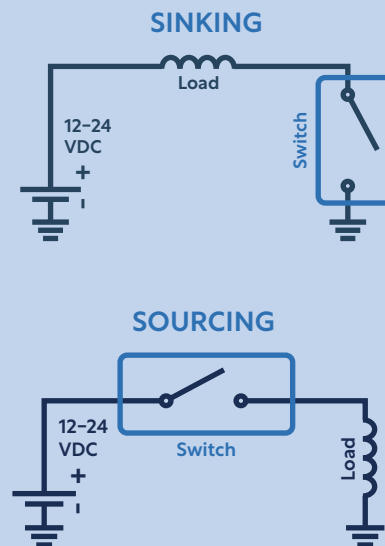 SINKING
Load
12–24
VDC
+
-
Switch
SOURCING
12–24
VDC
+
-
Switch
Load